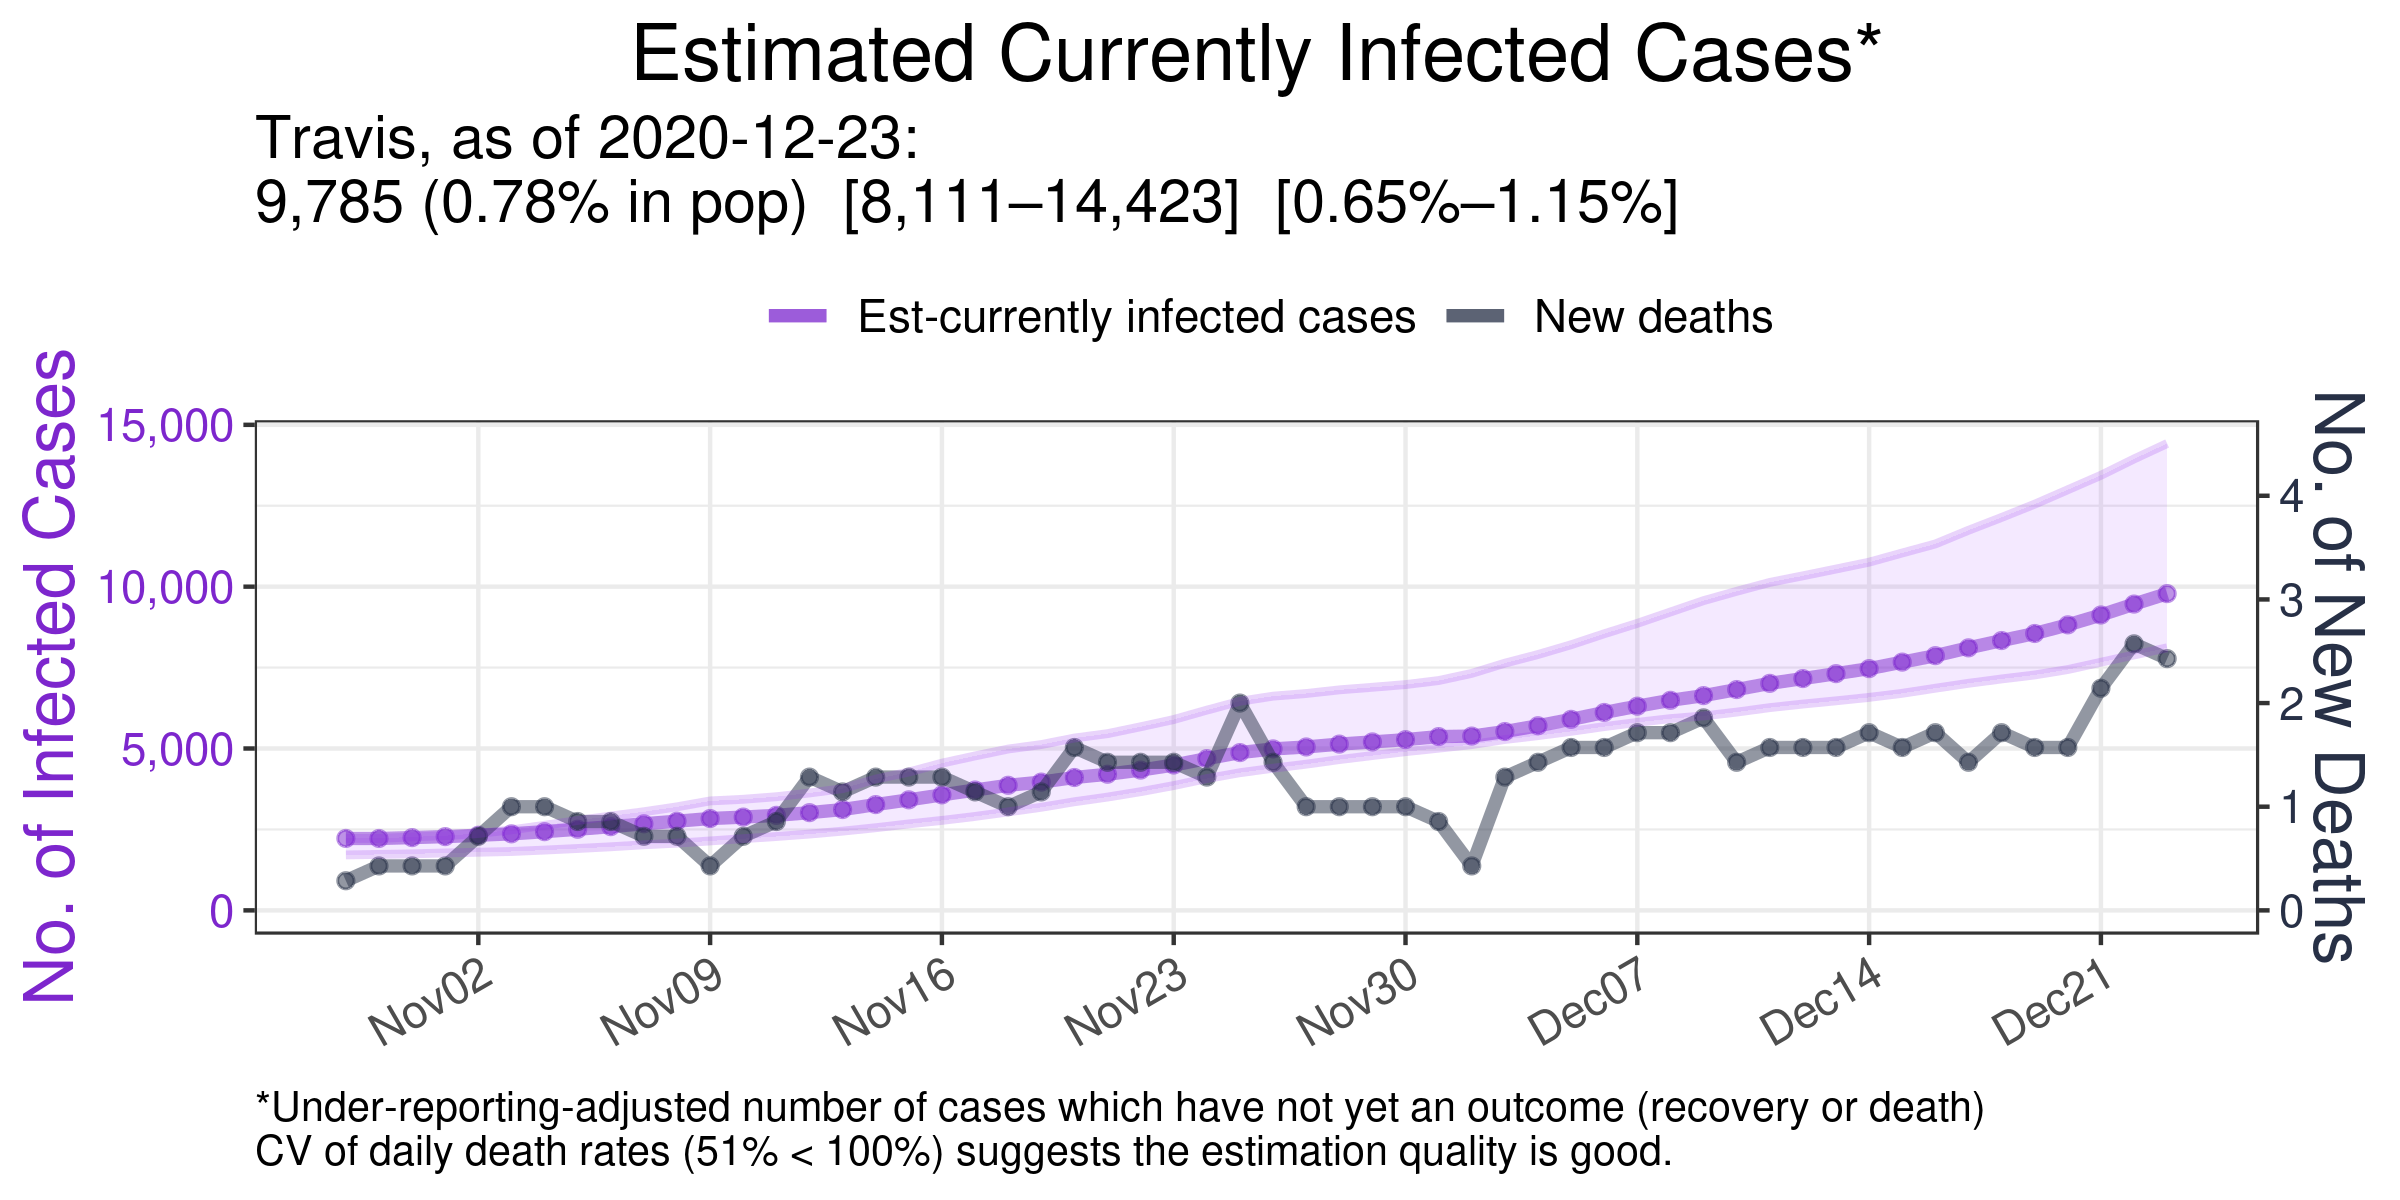 Estimated Currently Infected Cases*
Travis, as of 2020-12-23:
9,785 (0.78% in pop)  [8,111–14,423]  [0.65%–1.15%]
Est-currently infected cases
New deaths
No. of Infected Cases
15,000
10,000
5,000
0
No. of New Deaths
4
3
2
1
0
Nov02
Nov09
Nov16
Nov23
Nov30
Dec07
Dec14
Dec21
*Under-reporting-adjusted number of cases which have not yet an outcome (recovery or death)
CV of daily death rates (51% < 100%) suggests the estimation quality is good.